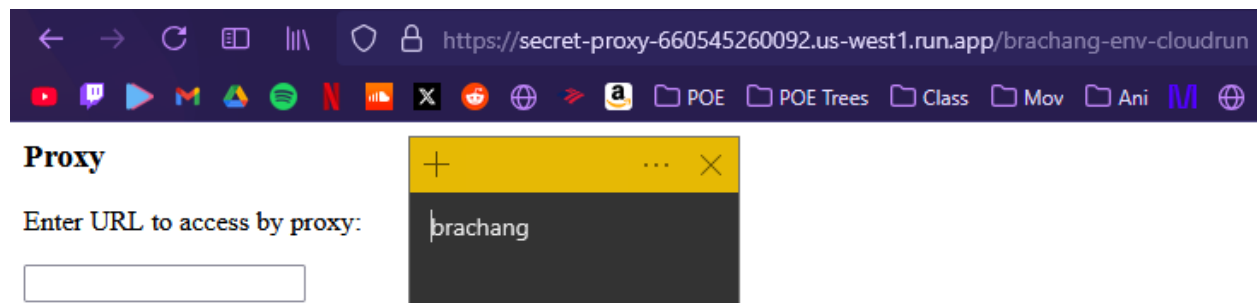 https://secret-proxy-660545260092.us-west1.run.app/brachang-env-cloudrun
POE POE Trees Class Mov Ani
Proxy
Enter URL to access by proxy:
brachang